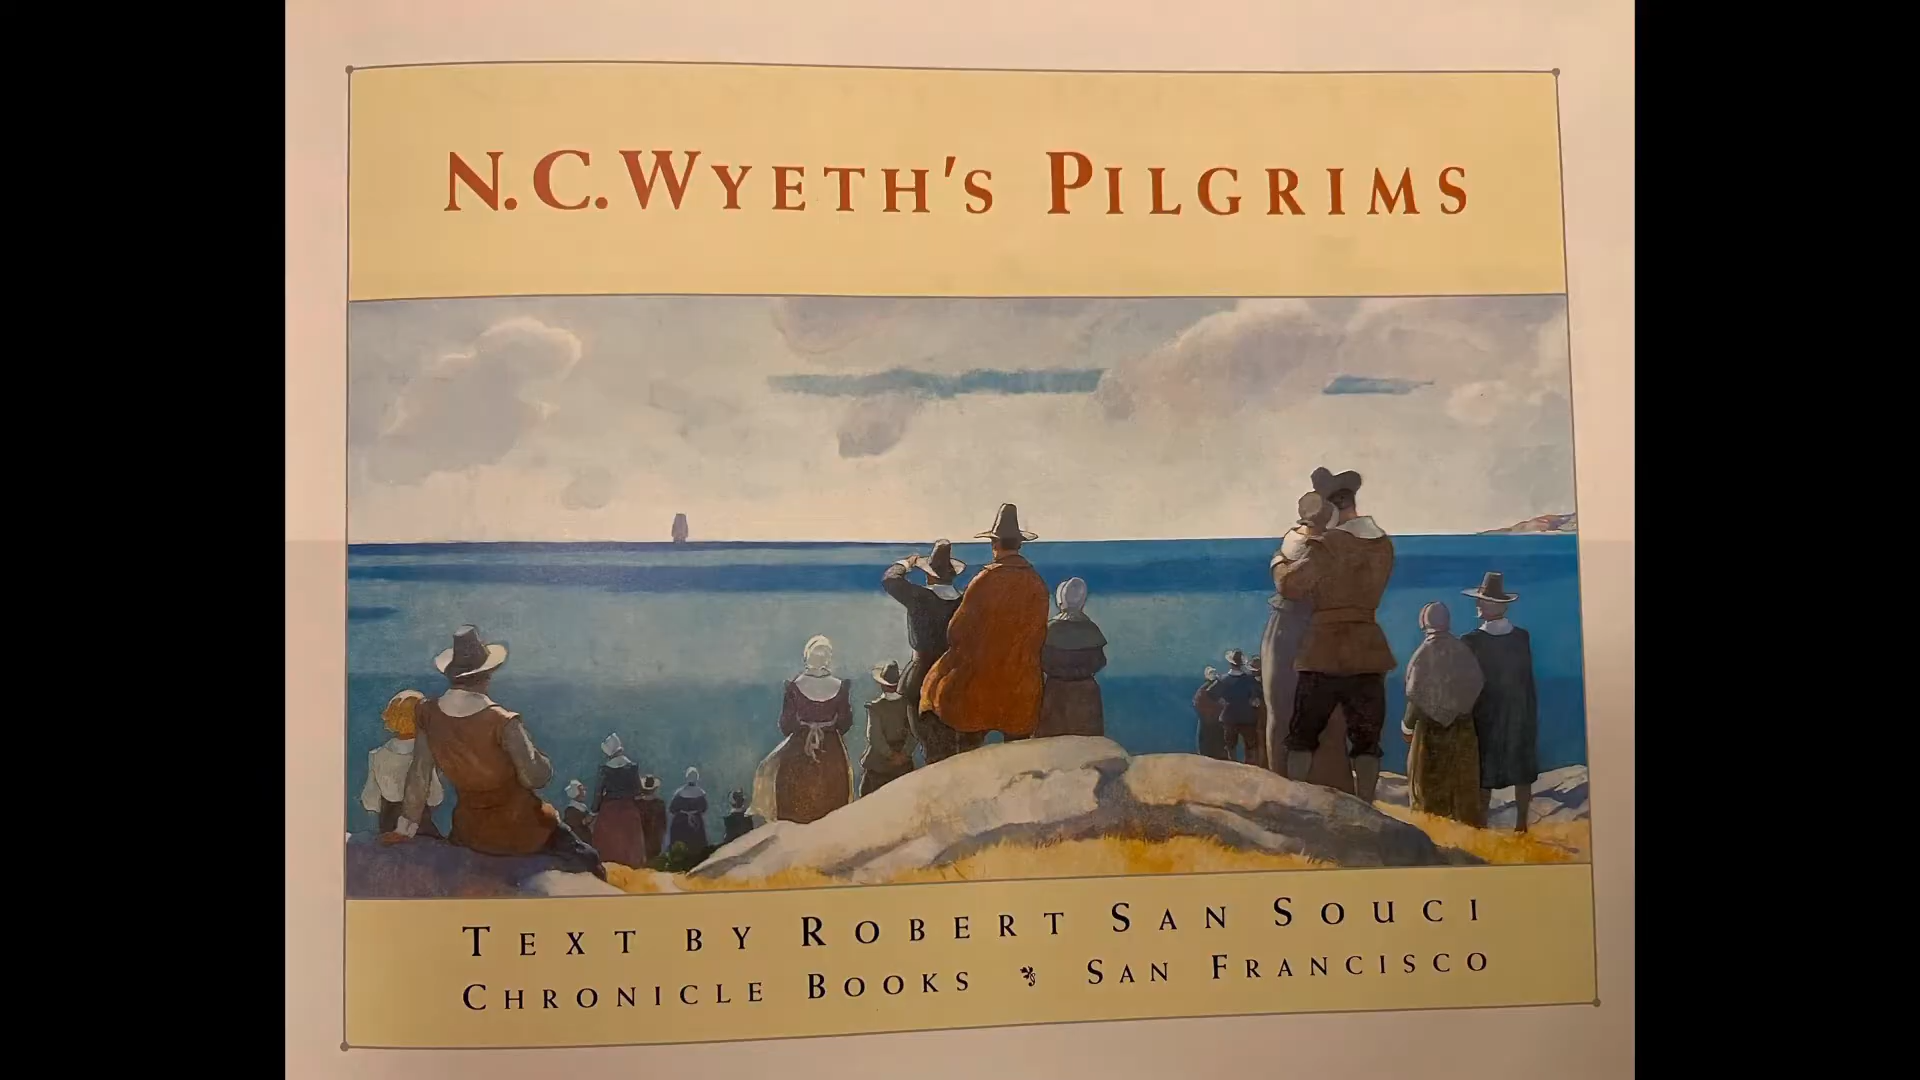 N.C. WYETH'S PILGRIMS
TEXT BY ROBERT SAN SOUCI
CHRONICLE BOOKS SAN FRANCISCO